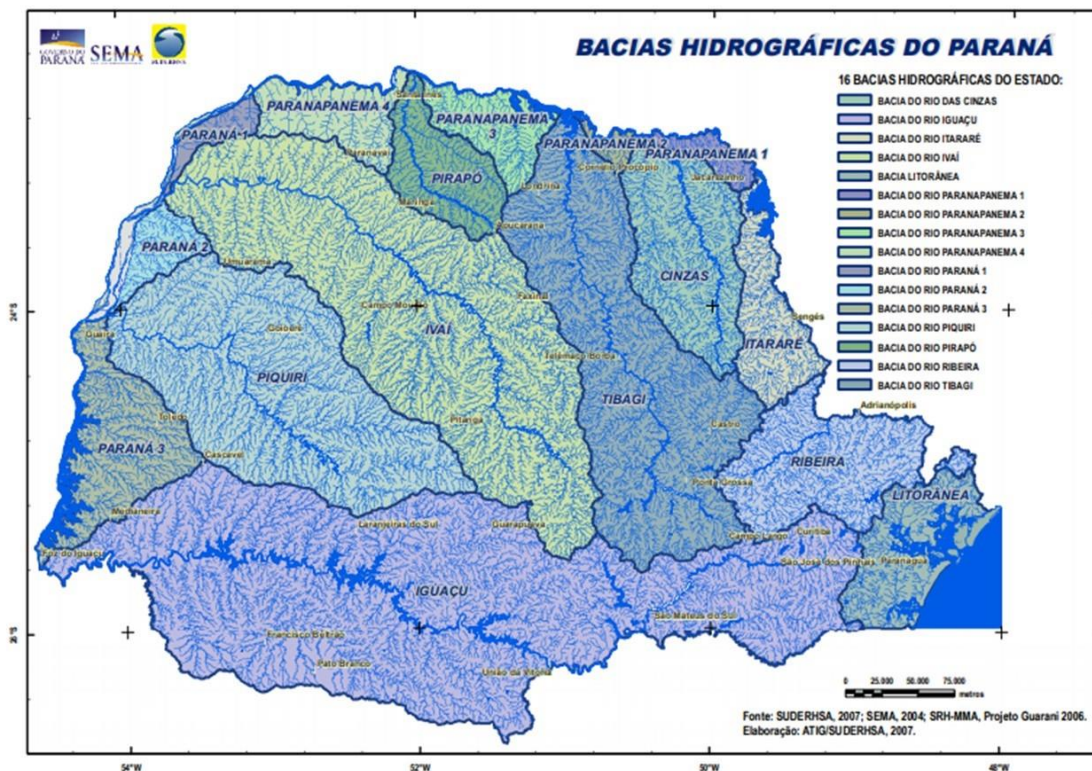 GOVERNO DO
PARANÁ
SEMA
SUDERHSA
BACIAS HIDROGRÁFICAS DO PARANÁ
16 BACIAS HIDROGRÁFICAS DO ESTADO:
BACIA DO RIO DAS CINZAS
BACIA DO RIO IGUAÇU
BACIA DO RIO ITARARÉ
BACIA DO RIO IVAÍ
BACIA LITORÂNEA
BACIA DO RIO PARANAPANEMA 1
BACIA DO RIO PARANAPANEMA 2
BACIA DO RIO PARANAPANEMA 3
BACIA DO RIO PARANAPANEMA 4
BACIA DO RIO PARANÁ 1
BACIA DO RIO PARANÁ 2
BACIA DO RIO PARANÁ 3
BACIA DO RIO PIQUIRI
BACIA DO RIO PIRAPÓ
BACIA DO RIO RIBEIRA
BACIA DO RIO TIBAGI
PARANAPANEMA 4
PARANAPANEMA
3
PARANÁ 1
PARANAPANEMA 2
PARANAPANEMA 1
Paranavaí
Cornélio Procópio
Jacarezinho
PIRAPÓ
Londrina
Maringá
Apucarana
PARANÁ 2
Umuarama
CINZAS
Faxinal
Campo Mourão
24°S
Sengés
Guaíra
Goioerê
IVAÍ
ITARARÉ
Telêmaco Borba
PIQUIRI
TIBAGI
Adrianópolis
Toledo
Pitanga
Castro
PARANÁ 3
Cascavel
RIBEIRA
Ponta Grossa
LITORÂNEA
Medianeira
Laranjeiras do Sul
Guarapuava
Campo Largo
Curitiba
Foz do Iguaçu
São José dos Pinhais
Paranaguá
IGUAÇU
São Mateus do Sul
26°S
Francisco Beltrão
Pato Branco
União da Vitória
0 25.000 50.000 75.000
metros
Fonte: SUDERHSA, 2007; SEMA, 2004; SRH-MMA, Projeto Guarani 2006.
Elaboração: ATIG/SUDERHSA, 2007.
54°W 52°W 50°W 48°W